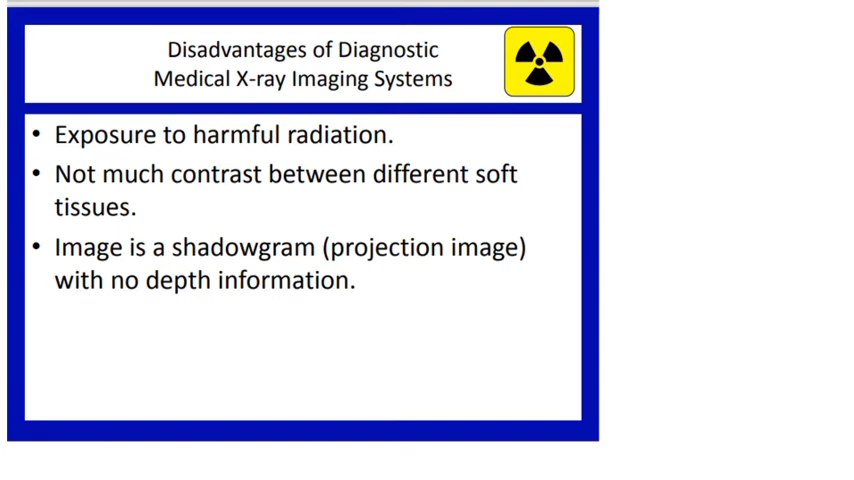 Disadvantages of Diagnostic
Medical X-ray Imaging Systems
• Exposure to harmful radiation.
• Not much contrast between different soft
tissues.
• Image is a shadowgram (projection image)
with no depth information.